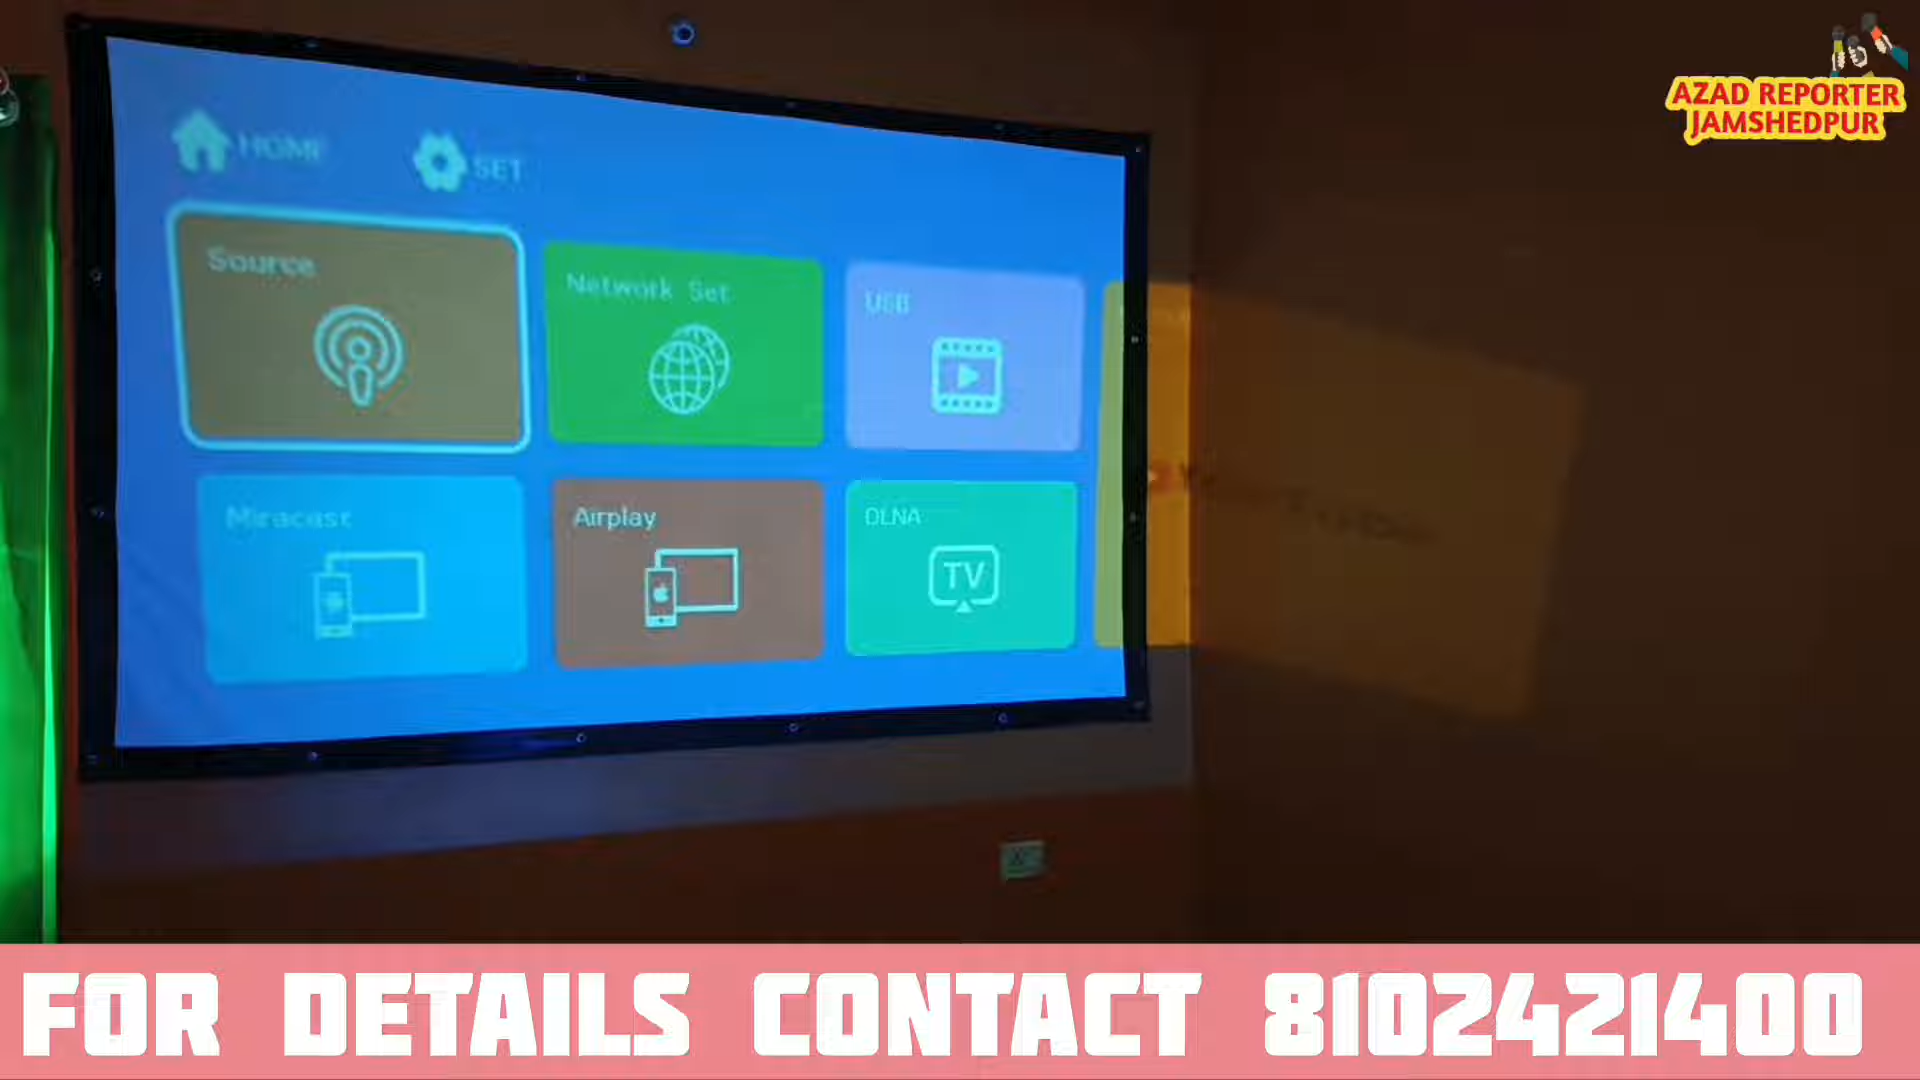 AZAD REPORTER
JAMSHEDPUR
HOME
SET
Source
Network Set
USB
Miracast
Airplay
DLNA
TV
FOR DETAILS CONTACT 8102421400